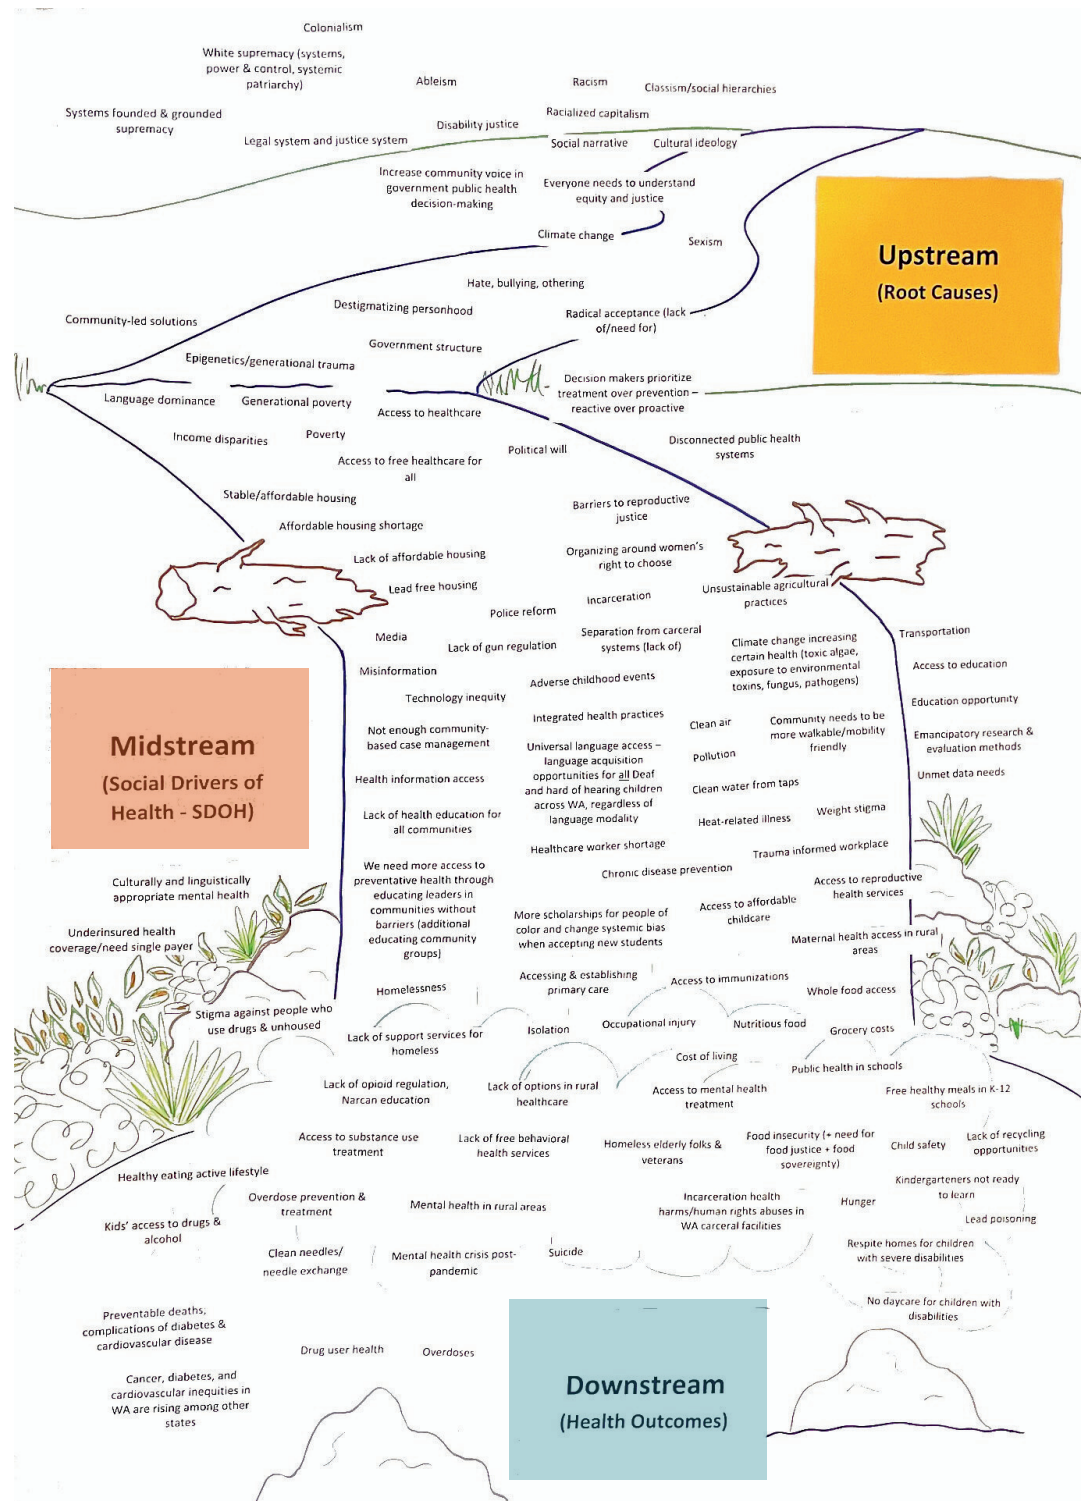 Colonialism
White supremacy (systems,
power & control, systemic
patriarchy)
Ableism
Racism
Classism/social hierarchies
Systems founded & grounded
supremacy
Racialized capitalism
Disability justice
Legal system and justice system
Social narrative
Cultural ideology
Increase community voice in
government public health
decision-making
Everyone needs to understand
equity and justice
Climate change
Sexism
Upstream
(Root Causes)
Hate, bullying, othering
Destigmatizing personhood
Radical acceptance (lack
of/need for)
Community-led solutions
Government structure
Epigenetics/generational trauma
Decision makers prioritize
treatment over prevention –
reactive over proactive
Language dominance
Generational poverty
Access to healthcare
Income disparities
Poverty
Political will
Disconnected public health
systems
Access to free healthcare for
all
Stable/affordable housing
Barriers to reproductive
justice
Affordable housing shortage
Lack of affordable housing
Organizing around women's
right to choose
Lead free housing
Incarceration
Unsustainable agricultural
practices
Police reform
Media
Lack of gun regulation
Separation from carceral
systems (lack of)
Climate change increasing
certain health (toxic algae,
exposure to environmental
toxins, fungus, pathogens)
Transportation
Misinformation
Access to education
Technology inequity
Adverse childhood events
Education opportunity
Midstream
(Social Drivers of
Health - SDOH)
Not enough community-
based case management
Integrated health practices
Clean air
Community needs to be
more walkable/mobility
friendly
Emancipatory research &
evaluation methods
Universal language access –
language acquisition
opportunities for all Deaf
and hard of hearing children
across WA, regardless of
language modality
Pollution
Health information access
Clean water from taps
Unmet data needs
Lack of health education for
all communities
Heat-related illness
Weight stigma
Healthcare worker shortage
Trauma informed workplace
We need more access to
preventative health through
educating leaders in
communities without
barriers (additional
educating community
groups)
Chronic disease prevention
Access to reproductive
health services
Culturally and linguistically
appropriate mental health
More scholarships for people of
color and change systemic bias
when accepting new students
Access to affordable
childcare
Underinsured health
coverage/need single payer
Maternal health access in rural
areas
Accessing & establishing
primary care
Access to immunizations
Homelessness
Whole food access
Stigma against people who
use drugs & unhoused
Lack of support services for
homeless
Isolation
Occupational injury
Nutritious food
Grocery costs
Cost of living
Public health in schools
Lack of opioid regulation,
Narcan education
Lack of options in rural
healthcare
Access to mental health
treatment
Free healthy meals in K-12
schools
Access to substance use
treatment
Lack of free behavioral
health services
Homeless elderly folks &
veterans
Food insecurity (+ need for
food justice + food
sovereignty)
Child safety
Lack of recycling
opportunities
Healthy eating active lifestyle
Kindergarteners not ready
to learn
Overdose prevention &
treatment
Mental health in rural areas
Incarceration health
harms/human rights abuses in
WA carceral facilities
Hunger
Lead poisoning
Kids' access to drugs &
alcohol
Clean needles/
needle exchange
Mental health crisis post-
pandemic
Suicide
Respite homes for children
with severe disabilities
No daycare for children with
disabilities
Preventable deaths,
complications of diabetes &
cardiovascular disease
Drug user health
Overdoses
Cancer, diabetes, and
cardiovascular inequities in
WA are rising among other
states
Downstream
(Health Outcomes)